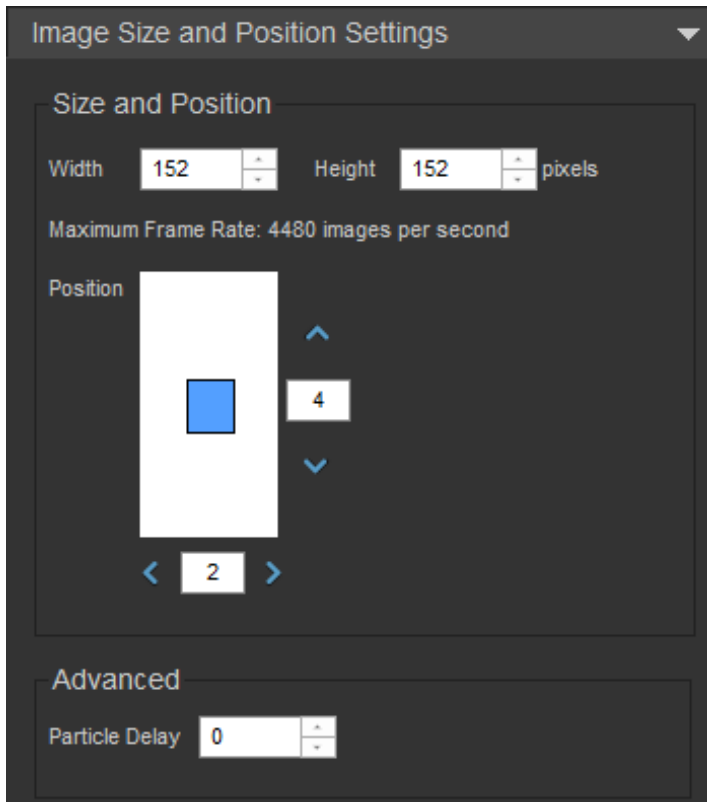 Image Size and Position Settings
Size and Position
Width 152 Height 152 pixels
Maximum Frame Rate: 4480 images per second
Position
4
2
Advanced
Particle Delay 0